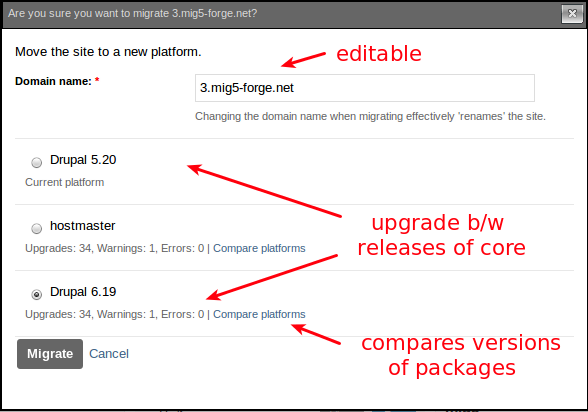 Are you sure you want to migrate 3.mig5-forge.net?
Move the site to a new platform.
editable
Domain name: *
3.mig5-forge.net
Changing the domain name when migrating effectively 'renames' the site.
Drupal 5.20
Current platform
hostmaster
Upgrades: 34, Warnings: 1, Errors: 0 | Compare platforms
upgrade b/w
releases of core
Drupal 6.19
Upgrades: 34, Warnings: 1, Errors: 0 | Compare platforms
compares versions
of packages
Migrate Cancel